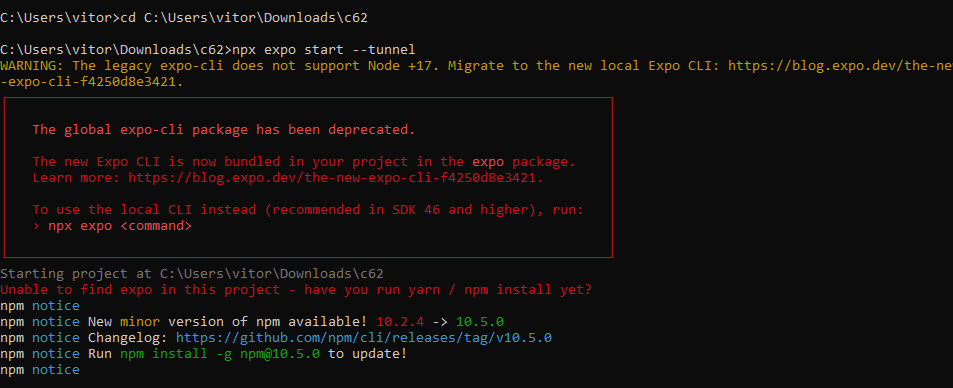 C:\Users\vitor>cd C:\Users\vitor\Downloads\c62
C:\Users\vitor\Downloads\c62>npx expo start --tunnel
WARNING: The legacy expo-cli does not support Node +17. Migrate to the new local Expo CLI: https://blog.expo.dev/the-new
-expo-cli-f4250d8e3421.
The global expo-cli package has been deprecated.
The new Expo CLI is now bundled in your project in the expo package.
Learn more: https://blog.expo.dev/the-new-expo-cli-f4250d8e3421.
To use the local CLI instead (recommended in SDK 46 and higher), run:
› npx expo <command>
Starting project at C:\Users\vitor\Downloads\c62
Unable to find expo in this project - have you run yarn / npm install yet?
npm notice
npm notice New minor version of npm available! 10.2.4 -> 10.5.0
npm notice Changelog: https://github.com/npm/cli/releases/tag/v10.5.0
npm notice Run npm install -g npm@10.5.0 to update!
npm notice